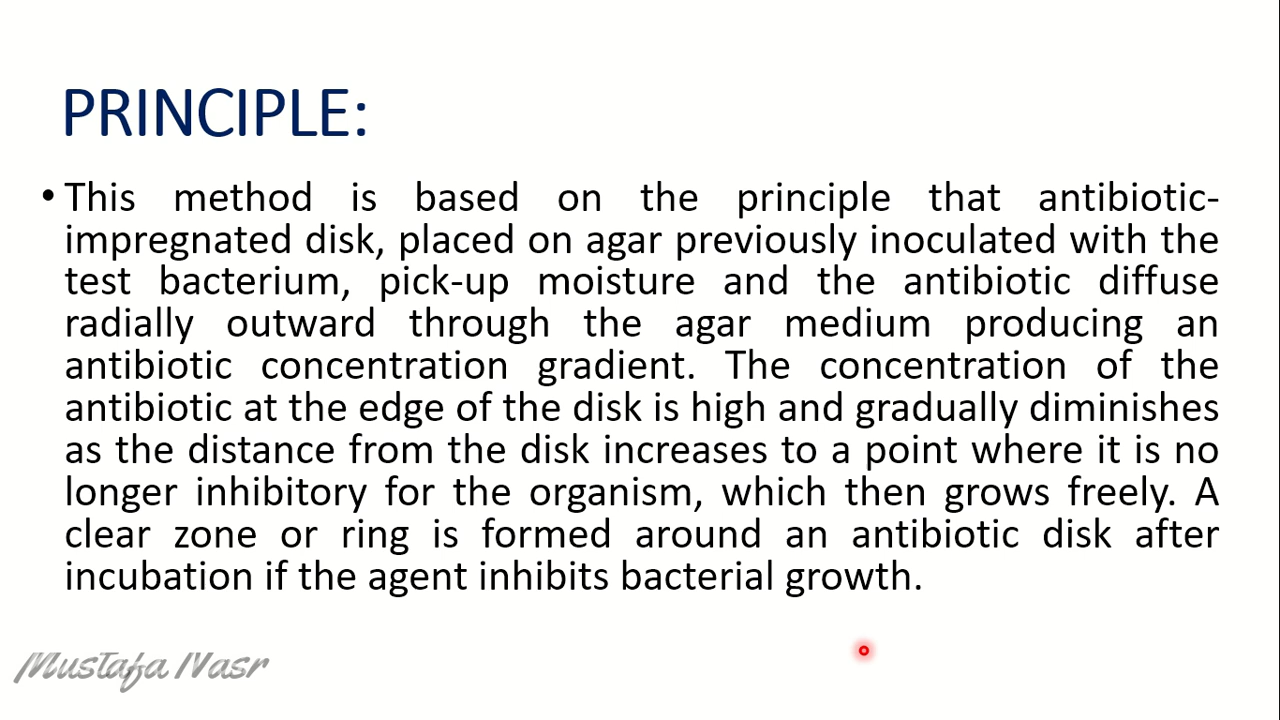 PRINCIPLE:
• This method is based on the principle that antibiotic-
impregnated disk, placed on agar previously inoculated with the
test bacterium, pick-up moisture and the antibiotic diffuse
radially outward through the agar medium producing an
antibiotic concentration gradient. The concentration of the
antibiotic at the edge of the disk is high and gradually diminishes
as the distance from the disk increases to a point where it is no
longer inhibitory for the organism, which then grows freely. A
clear zone or ring is formed around an antibiotic disk after
incubation if the agent inhibits bacterial growth.
Mustafa Nasr